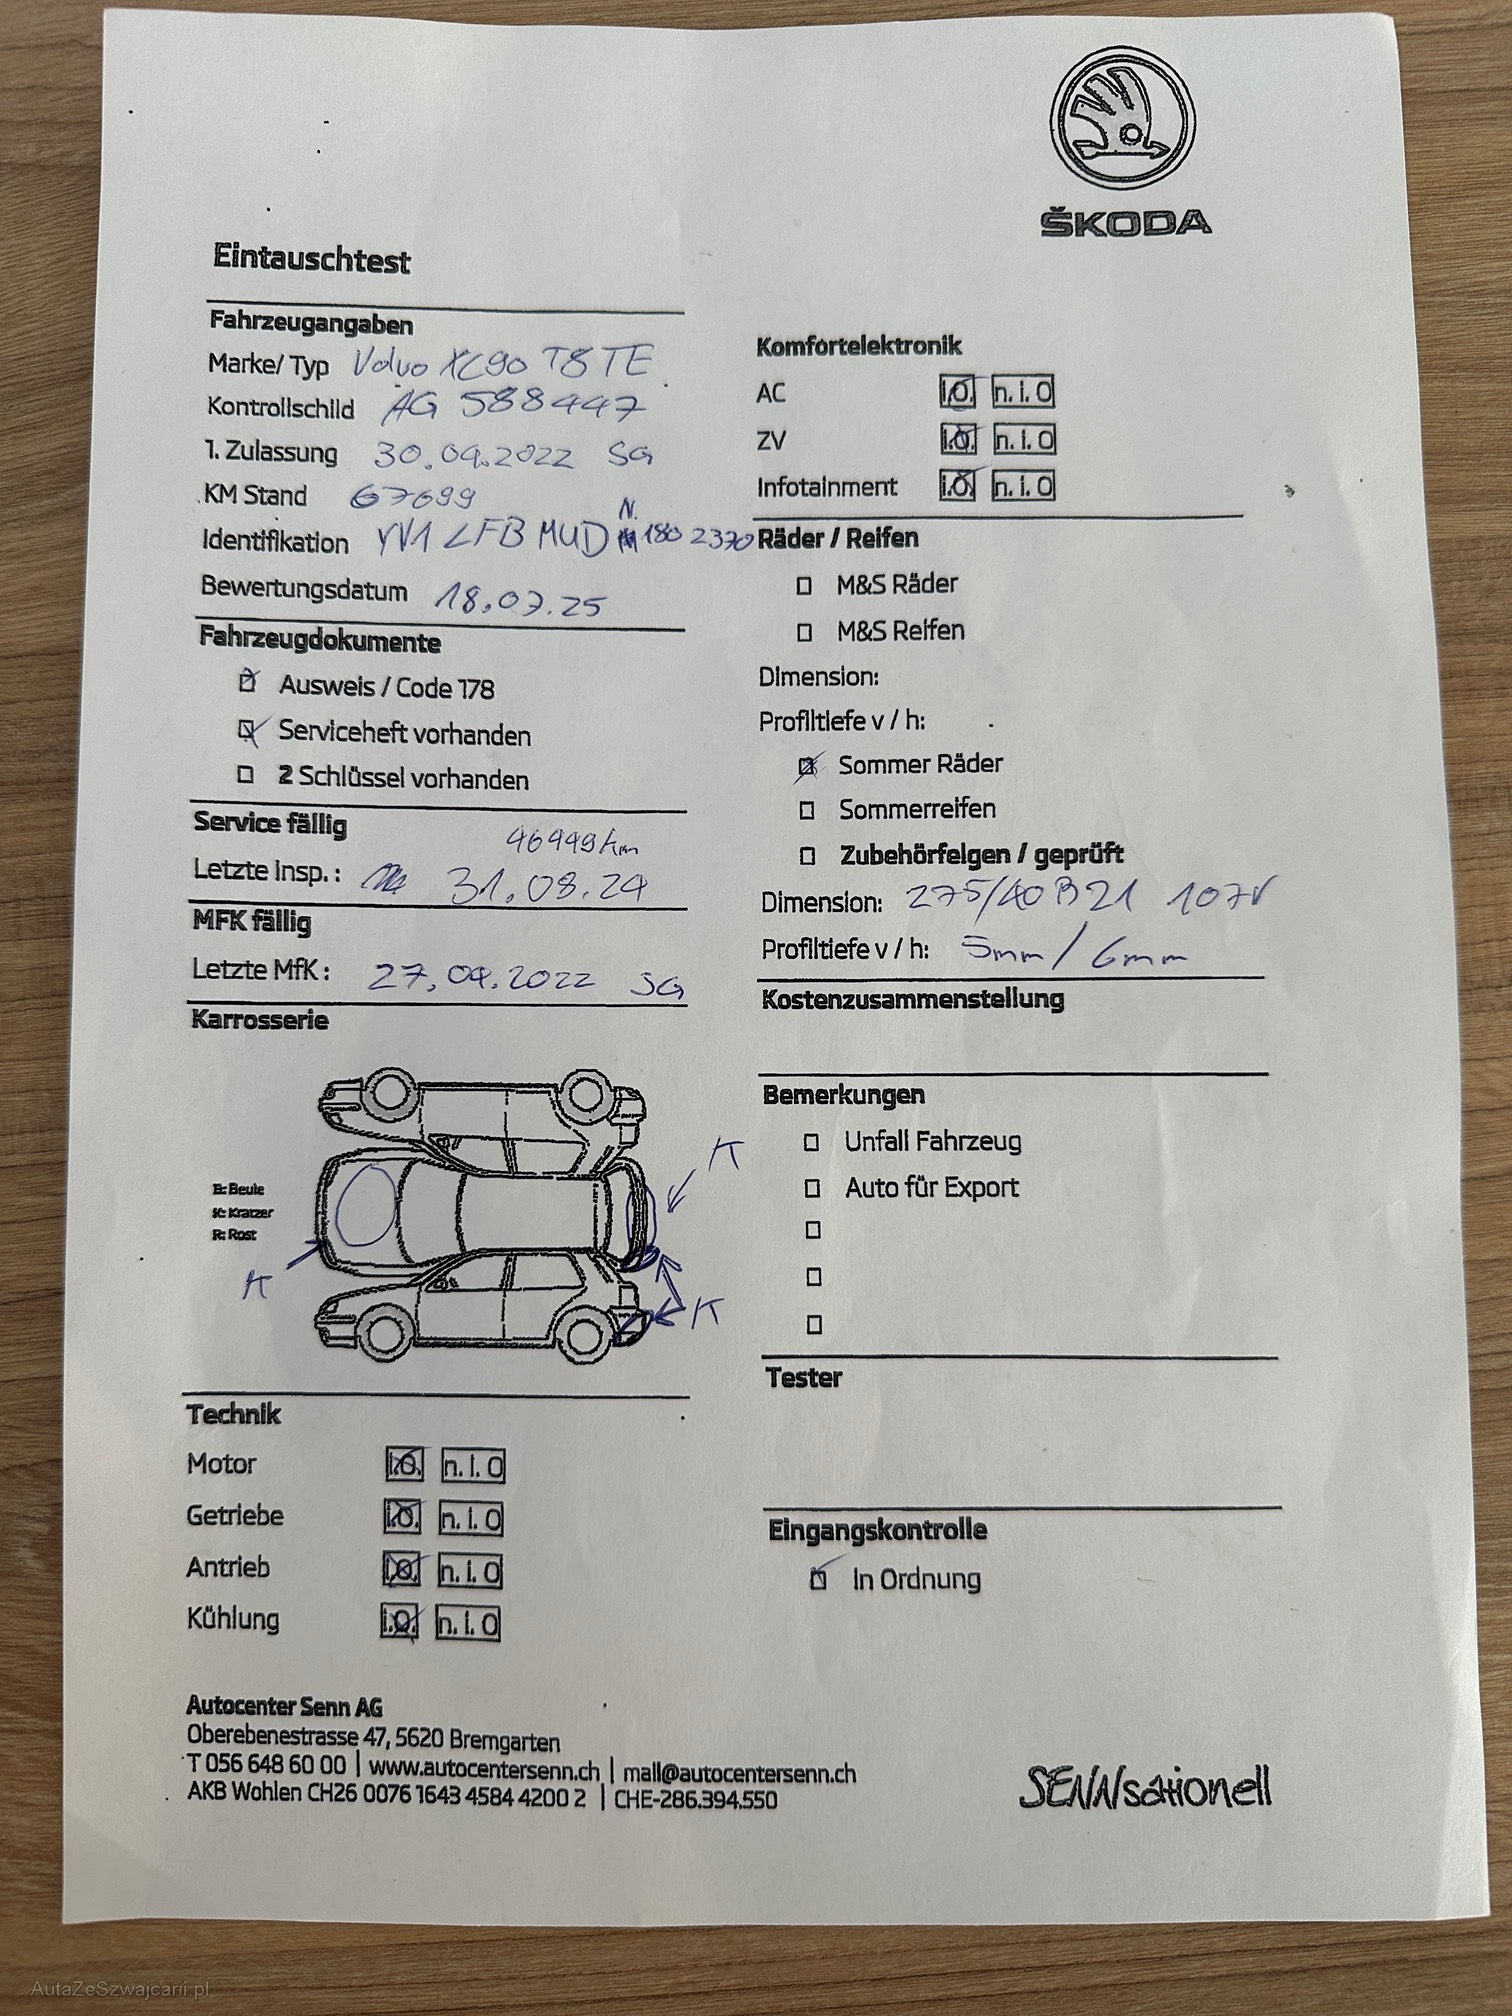 ŠKODA
Eintauschtest
Fahrzeugangaben
Marke/ Typ Volvo XC90 T8 TE
Kontrollschild AG 588447
1. Zulassung 30.09.2022 SG
KM Stand 67699
N.
Identifikation YV1 LFB MUD 180 2370
Bewertungsdatum 18.07.25
Fahrzeugdokumente
Ausweis / Code 178
Serviceheft vorhanden
2 Schlüssel vorhanden
Service fällig 46449 km
Letzte Insp.: 31.08.24
MFK fällig
Letzte MfK: 27.09.2022 SG
Karrosserie
B: Beule
K: Kratzer
R: Rost
K
K
K
Technik
Motor I.O. n. I. O
Getriebe I.O. n. I. O
Antrieb I.O. n. I. O
Kühlung I.O. n. I. O
Komfortelektronik
AC I.O. n. I. O
ZV I.O. n. I. O
Infotainment I.O. n. I. O
Räder / Reifen
M&S Räder
M&S Reifen
Dimension:
Profiltiefe v / h:
Sommer Räder
Sommerreifen
Zubehörfelgen / geprüft
Dimension: 275/40 R21 107V
Profiltiefe v / h: 5mm / 6mm
Kostenzusammenstellung
Bemerkungen
Unfall Fahrzeug
Auto für Export
Tester
Eingangskontrolle
In Ordnung
Autocenter Senn AG
Oberebenestrasse 47, 5620 Bremgarten
T 056 648 60 00 | www.autocentersenn.ch | mail@autocentersenn.ch
AKB Wohlen CH26 0076 1643 4584 4200 2 | CHE-286.394.550
SENNsationell
AutaZeSzwajcarii.pl